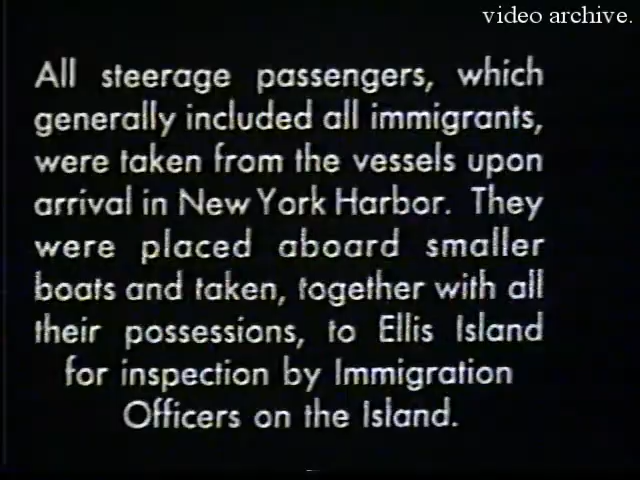 video archive.
All steerage passengers, which
generally included all immigrants,
were taken from the vessels upon
arrival in New York Harbor. They
were placed aboard smaller
boats and taken, together with all
their possessions, to Ellis Island
for inspection by Immigration
Officers on the Island.